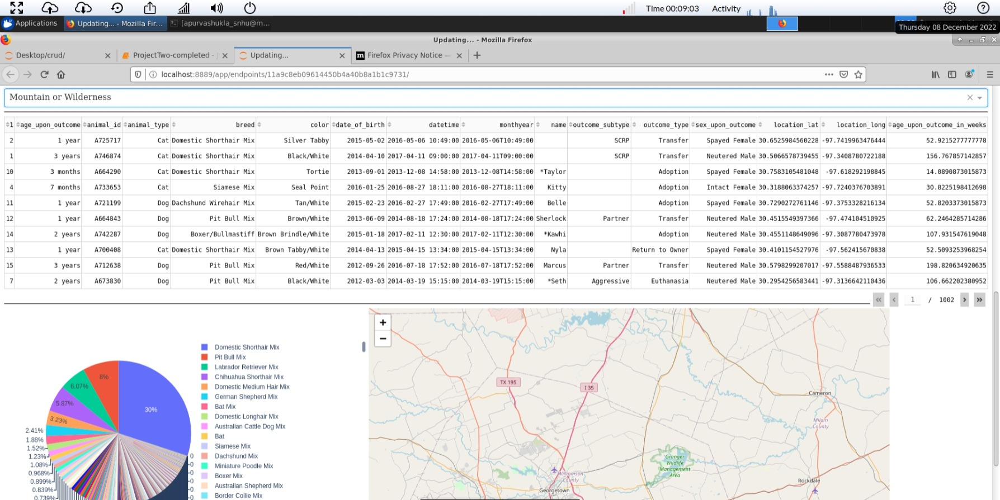 Time 00:09:03 Activity
Applications Updating... - Mozilla Fir... [apurvashukla_snhu@m...
Thursday 08 December 2022
Updating... - Mozilla Firefox
Desktop/crud/ ProjectTwo-completed - Updating... Firefox Privacy Notice —
localhost:8889/app/endpoints/11a9c8eb09614450b4a40b8a1b1c9731/
Mountain or Wilderness
1 age_upon_outcome animal_id animal_type breed color date_of_birth datetime monthyear name outcome_subtype outcome_type sex_upon_outcome location_lat location_long age_upon_outcome_in_weeks
2 1 year A725717 Cat Domestic Shorthair Mix Silver Tabby 2015-05-02 2016-05-06 10:49:00 2016-05-06T10:49:00 SCRP Transfer Spayed Female 30.6525984560228 -97.7419963476444 52.9215277777778
1 3 years A746874 Cat Domestic Shorthair Mix Black/White 2014-04-10 2017-04-11 09:00:00 2017-04-11T09:00:00 SCRP Transfer Neutered Male 30.5066578739455 -97.3408780722188 156.767857142857
10 3 months A664290 Cat Domestic Shorthair Mix Tortie 2013-09-01 2013-12-08 14:58:00 2013-12-08T14:58:00 *Taylor Adoption Spayed Female 30.7583105481048 -97.618292198845 14.0890873015873
4 7 months A733653 Cat Siamese Mix Seal Point 2016-01-25 2016-08-27 18:11:00 2016-08-27T18:11:00 Kitty Adoption Intact Female 30.3188063374257 -97.7240376703891 30.8225198412698
11 1 year A721199 Dog Dachshund Wirehair Mix Tan/White 2015-02-23 2016-02-27 17:49:00 2016-02-27T17:49:00 Belle Adoption Spayed Female 30.7290272761146 -97.3753328216134 52.8203373015873
12 1 year A664843 Dog Pit Bull Mix Brown/White 2013-06-09 2014-08-18 17:24:00 2014-08-18T17:24:00 Sherlock Partner Transfer Neutered Male 30.4515549397366 -97.474104510925 62.2464285714286
14 2 years A742287 Dog Boxer/Bullmastiff Brown Brindle/White 2015-01-18 2017-02-11 12:30:00 2017-02-11T12:30:00 *Kawhi Adoption Neutered Male 30.4551148649096 -97.3087780473978 107.931547619048
13 1 year A700408 Cat Domestic Shorthair Mix Brown Tabby/White 2014-04-13 2015-04-15 13:34:00 2015-04-15T13:34:00 Nyla Return to Owner Spayed Female 30.4101154527976 -97.562415670838 52.5093253968254
15 3 years A712638 Dog Pit Bull Mix Red/White 2012-09-26 2016-07-18 17:52:00 2016-07-18T17:52:00 Marcus Partner Transfer Neutered Male 30.5798299207017 -97.5588487936533 198.820634920635
7 2 years A673830 Dog Pit Bull Mix Black/White 2012-03-03 2014-03-19 15:15:00 2014-03-19T15:15:00 *Seth Aggressive Euthanasia Neutered Male 30.2954256583441 -97.3136642110436 106.662202380952
1 / 1002
30%
8%
6.07%
5.87%
3.23%
2.41%
1.88%
1.52%
1.23%
1.08%
0.968%
0.899%
0.839%
0.739%
0
0
0
0
0
0
Domestic Shorthair Mix
Pit Bull Mix
Labrador Retriever Mix
Chihuahua Shorthair Mix
Domestic Medium Hair Mix
German Shepherd Mix
Bat Mix
Domestic Longhair Mix
Australian Cattle Dog Mix
Bat
Siamese Mix
Dachshund Mix
Miniature Poodle Mix
Boxer Mix
Australian Shepherd Mix
Border Collie Mix
+
−
TX 195
I 35
Cameron
Milam
County
Granger
Wildlife
Management
Area
Williamson
County
Georgetown
Rockdale